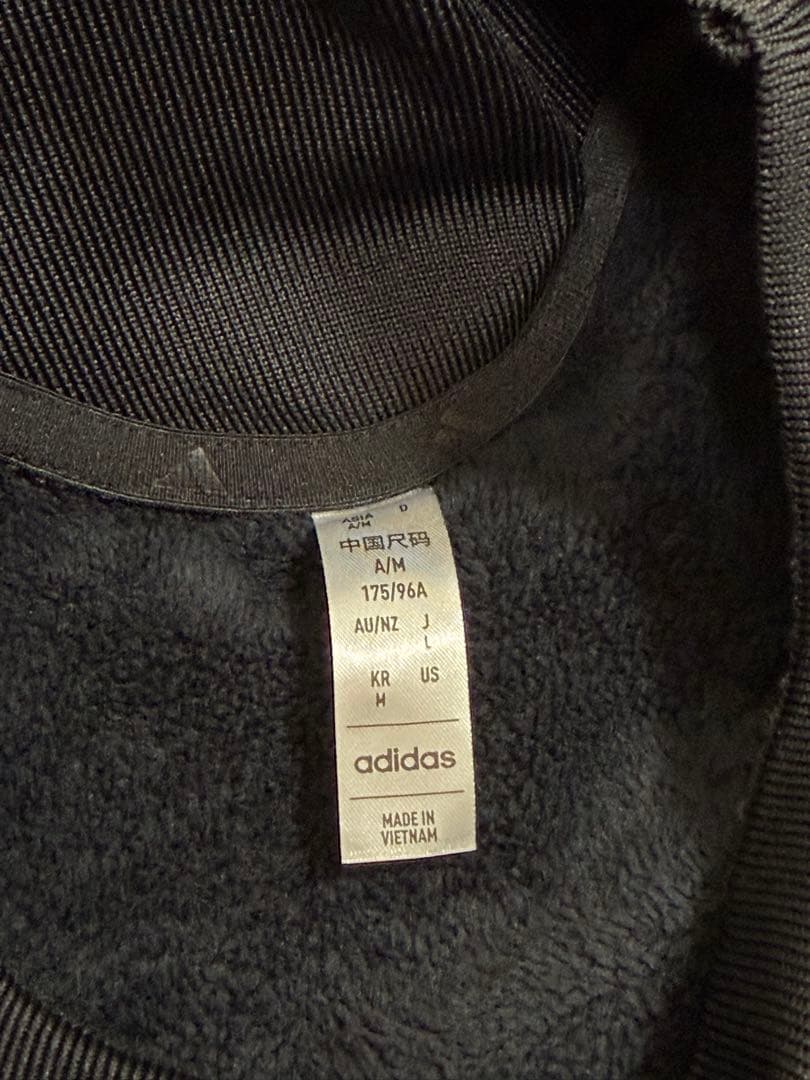 ASIA D
A/M
中国尺码
A/M
175/96A
AU/NZ J
L
KR US
M
adidas
MADE IN
VIETNAM